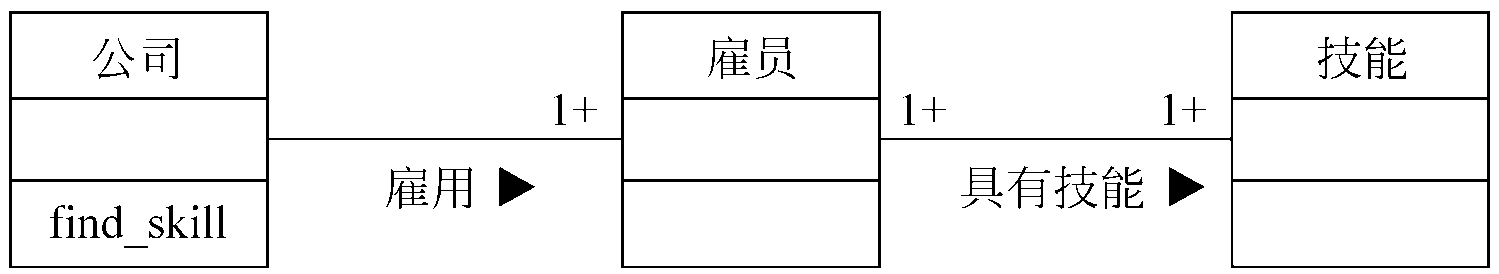 公司
雇员
技能
1+
1+
1+
雇用 ▶
具有技能 ▶
find_skill